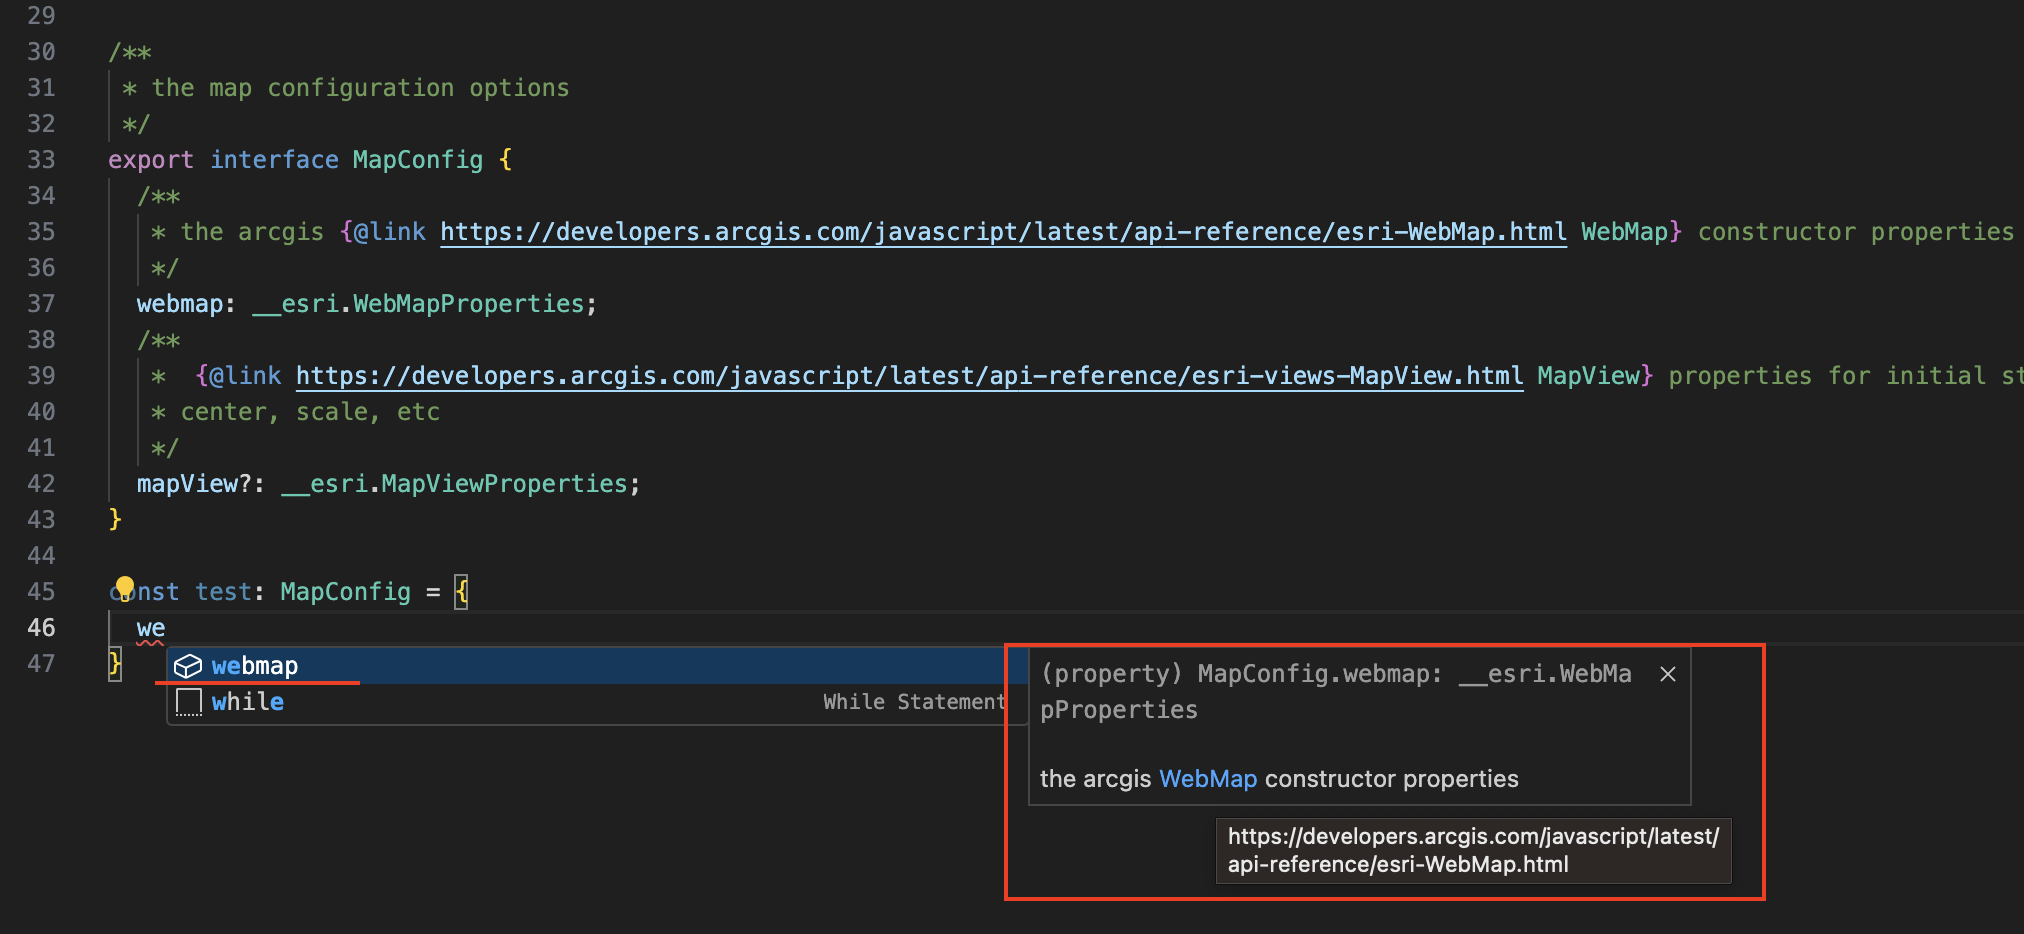 29
30 /**
31  * the map configuration options
32  */
33 export interface MapConfig {
34   /**
35    * the arcgis {@link https://developers.arcgis.com/javascript/latest/api-reference/esri-WebMap.html WebMap} constructor properties
36    */
37   webmap: __esri.WebMapProperties;
38   /**
39    *  {@link https://developers.arcgis.com/javascript/latest/api-reference/esri-views-MapView.html MapView} properties for initial st
40    * center, scale, etc
41    */
42   mapView?: __esri.MapViewProperties;
43 }
44
45 const test: MapConfig = {
46   we
47 }
webmap
while While Statement
(property) MapConfig.webmap: __esri.WebMa
pProperties
the arcgis WebMap constructor properties
https://developers.arcgis.com/javascript/latest/
api-reference/esri-WebMap.html